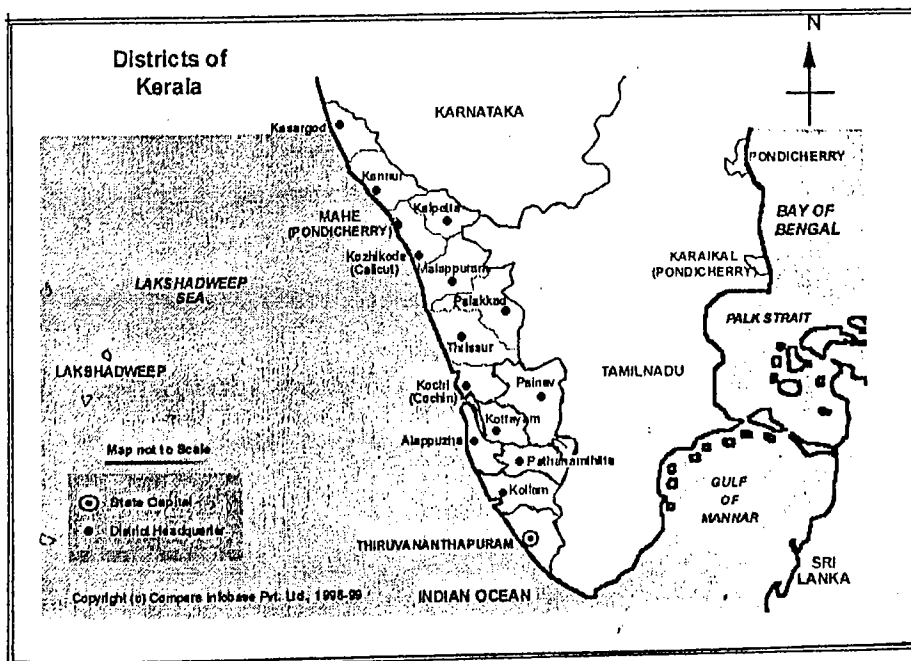 Districts of
Kerala
N
KARNATAKA
Kasargod
Kannur
Kalpetta
MAHE
(PONDICHERRY)
Kozhikode
(Calicut)
Malappuram
Palakkad
Thrissur
Kochi
(Cochin)
Painav
Kottayam
Alappuzha
Pathanamthitta
Kollam
THIRUVANANTHAPURAM
TAMILNADU
PONDICHERRY
BAY OF
BENGAL
KARAIKAL
(PONDICHERRY)
PALK STRAIT
GULF
OF
MANNAR
SRI
LANKA
LAKSHADWEEP
SEA
LAKSHADWEEP
Map not to Scale
State Capital
District Headquarter
Copyright (c) Compare Infobase Pvt. Ltd., 1998-99
INDIAN OCEAN